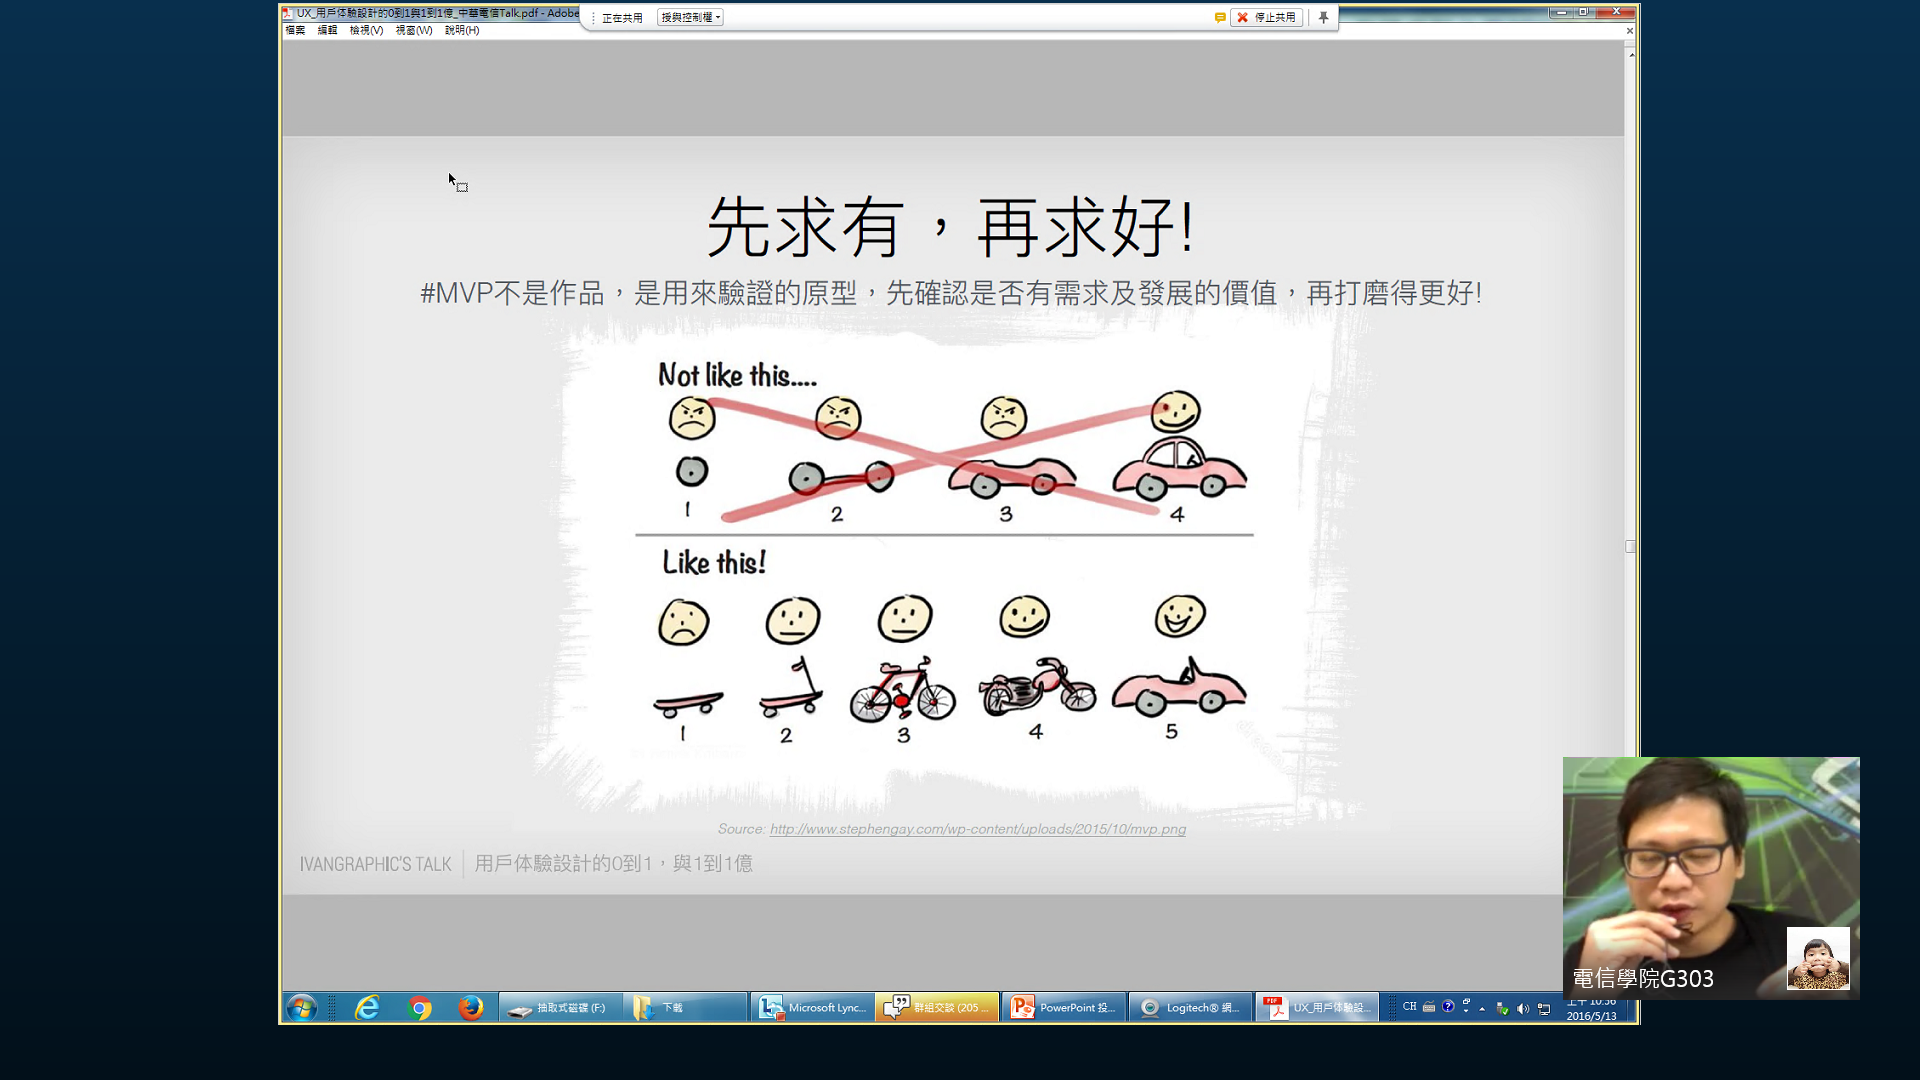 UX_用戶体驗設計的0到1與1到1億_中華電信Talk.pdf - Adobe
正在共用
授與控制權
停止共用
檔案 編輯 檢視(V) 視窗(W) 說明(H)
先求有，再求好!
#MVP不是作品，是用來驗證的原型，先確認是否有需求及發展的價值，再打磨得更好!
Not like this....
1 2 3 4
Like this!
1 2 3 4 5
Source: http://www.stephengay.com/wp-content/uploads/2015/10/mvp.png
IVANGRAPHIC'S TALK | 用戶体驗設計的0到1，與1到1億
電信學院G303
抽取式磁碟 (F:)
下載
Microsoft Lync...
群組交談 (205 ...
PowerPoint 投...
Logitech® 網...
UX_用戶体驗設...
CH
上午 10:36
2016/5/13